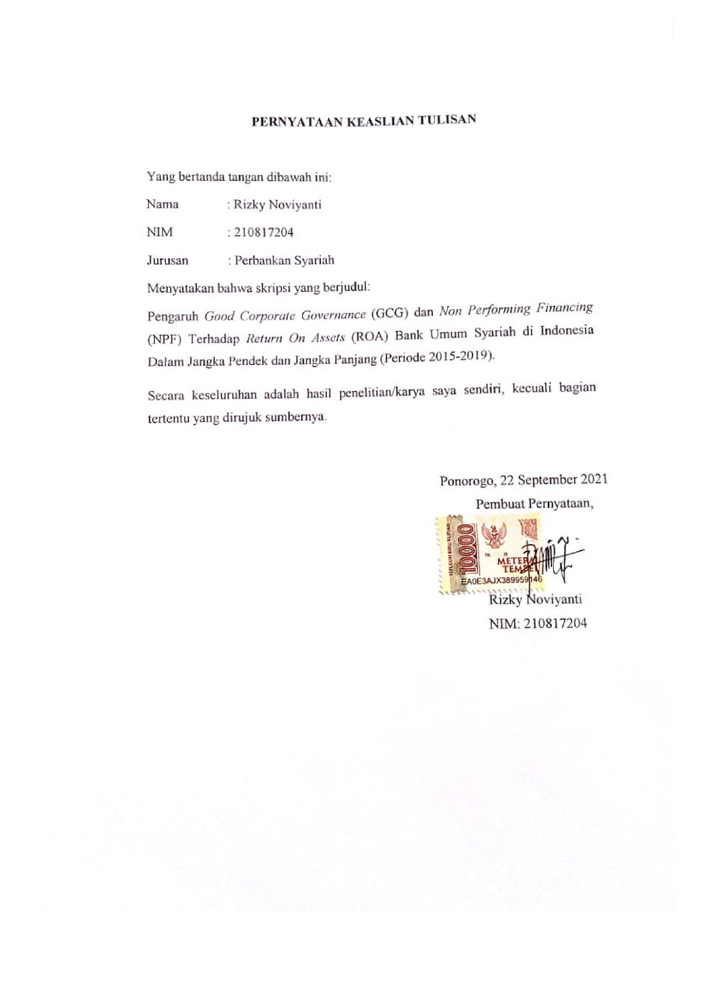 PERNYATAAN KEASLIAN TULISAN
Yang bertanda tangan dibawah ini:
Nama : Rizky Noviyanti
NIM : 210817204
Jurusan : Perbankan Syariah
Menyatakan bahwa skripsi yang berjudul:
Pengaruh Good Corporate Governance (GCG) dan Non Performing Financing
(NPF) Terhadap Return On Assets (ROA) Bank Umum Syariah di Indonesia
Dalam Jangka Pendek dan Jangka Panjang (Periode 2015-2019).
Secara keseluruhan adalah hasil penelitian/karya saya sendiri, kecuali bagian
tertentu yang dirujuk sumbernya.
Ponorogo, 22 September 2021
Pembuat Pernyataan,
SEPULUH RIBU RUPIAH
10000
METERAI
TEMPEL
EA0E3AJX389959146
Rizky Noviyanti
NIM: 210817204